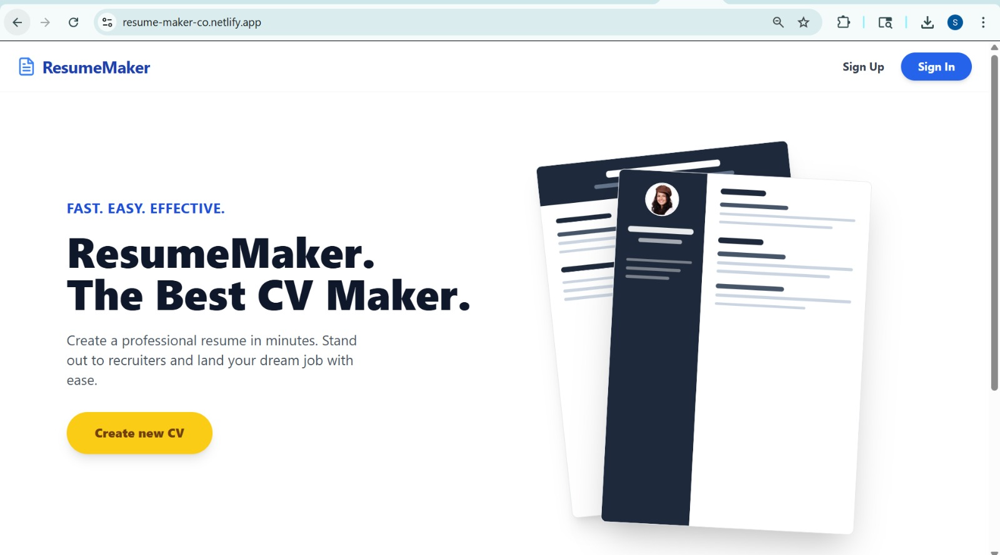 resume-maker-co.netlify.app
S
ResumeMaker
Sign Up
Sign In
FAST. EASY. EFFECTIVE.
ResumeMaker.
The Best CV Maker.
Create a professional resume in minutes. Stand
out to recruiters and land your dream job with
ease.
Create new CV